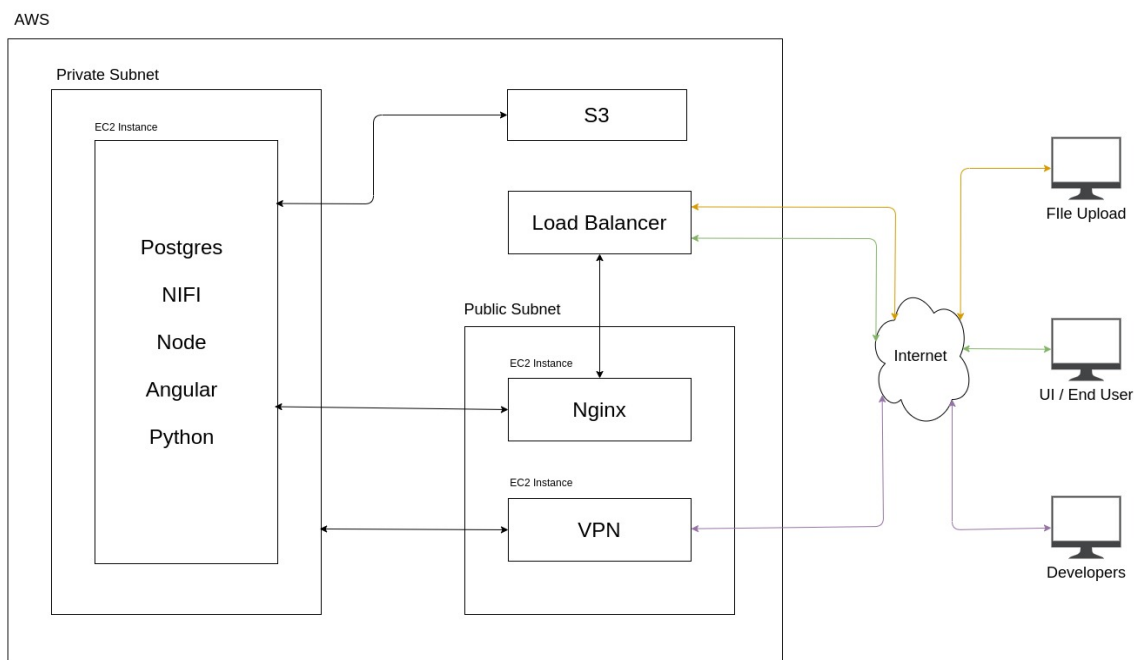 AWS
Private Subnet
EC2 Instance
Postgres
NIFI
Node
Angular
Python
S3
Load Balancer
Public Subnet
EC2 Instance
Nginx
EC2 Instance
VPN
Internet
FIle Upload
UI / End User
Developers